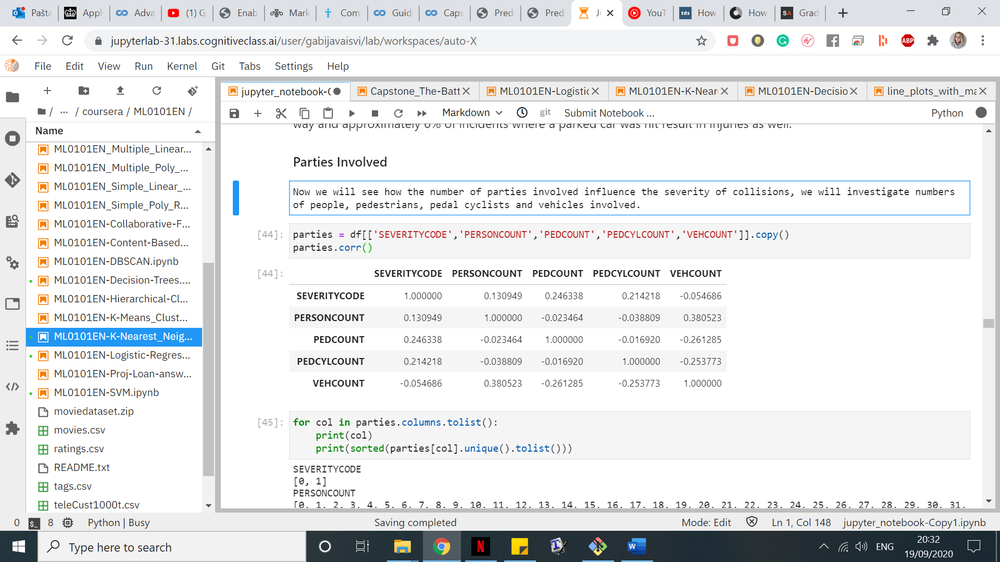 Pašta
Appl
Adva
(1) G
Enab
Mark
Com
Guid
Caps
Pred
Pred
YouT
tds
How
How
SA
Grad
jupyterlab-31.labs.cognitiveclass.ai/user/gabijavaisvi/lab/workspaces/auto-X
ABP
File Edit View Run Kernel Git Tabs Settings Help
jupyter_notebook-C
Capstone_The-Batt
ML0101EN-Logistic
ML0101EN-K-Near
ML0101EN-Decisio
line_plots_with_ma
/ ... / coursera / ML0101EN /
Markdown
git
Submit Notebook ...
Python
Name
ML0101EN_Multiple_Linear...
ML0101EN_Multiple_Poly_...
ML0101EN_Simple_Linear_...
ML0101EN_Simple_Poly_R...
ML0101EN-Collaborative-F...
ML0101EN-Content-Based...
ML0101EN-DBSCAN.ipynb
ML0101EN-Decision-Trees....
ML0101EN-Hierarchical-Cl...
ML0101EN-K-Means_Clust...
ML0101EN-K-Nearest_Neig...
ML0101EN-Logistic-Regres...
ML0101EN-Proj-Loan-answ...
ML0101EN-SVM.ipynb
moviedataset.zip
movies.csv
ratings.csv
README.txt
tags.csv
teleCust1000t.csv
way and approximately 6% of incidents where a parked car was hit result in injuries as well.
Parties Involved
Now we will see how the number of parties involved influence the severity of collisions, we will investigate numbers
of people, pedestrians, pedal cyclists and vehicles involved.
[44]: parties = df[['SEVERITYCODE','PERSONCOUNT','PEDCOUNT','PEDCYLCOUNT','VEHCOUNT']].copy()
parties.corr()
[44]: SEVERITYCODE PERSONCOUNT PEDCOUNT PEDCYLCOUNT VEHCOUNT
SEVERITYCODE 1.000000 0.130949 0.246338 0.214218 -0.054686
PERSONCOUNT 0.130949 1.000000 -0.023464 -0.038809 0.380523
PEDCOUNT 0.246338 -0.023464 1.000000 -0.016920 -0.261285
PEDCYLCOUNT 0.214218 -0.038809 -0.016920 1.000000 -0.253773
VEHCOUNT -0.054686 0.380523 -0.261285 -0.253773 1.000000
[45]: for col in parties.columns.tolist():
print(col)
print(sorted(parties[col].unique().tolist()))
SEVERITYCODE
[0, 1]
PERSONCOUNT
[0, 1, 2, 3, 4, 5, 6, 7, 8, 9, 10, 11, 12, 13, 14, 15, 16, 17, 18, 19, 20, 21, 22, 23, 24, 25, 26, 27, 28, 29, 30, 31,
0 $_ 8 Python | Busy
Saving completed
Mode: Edit
Ln 1, Col 148
jupyter_notebook-Copy1.ipynb
Type here to search
ENG
20:32
19/09/2020